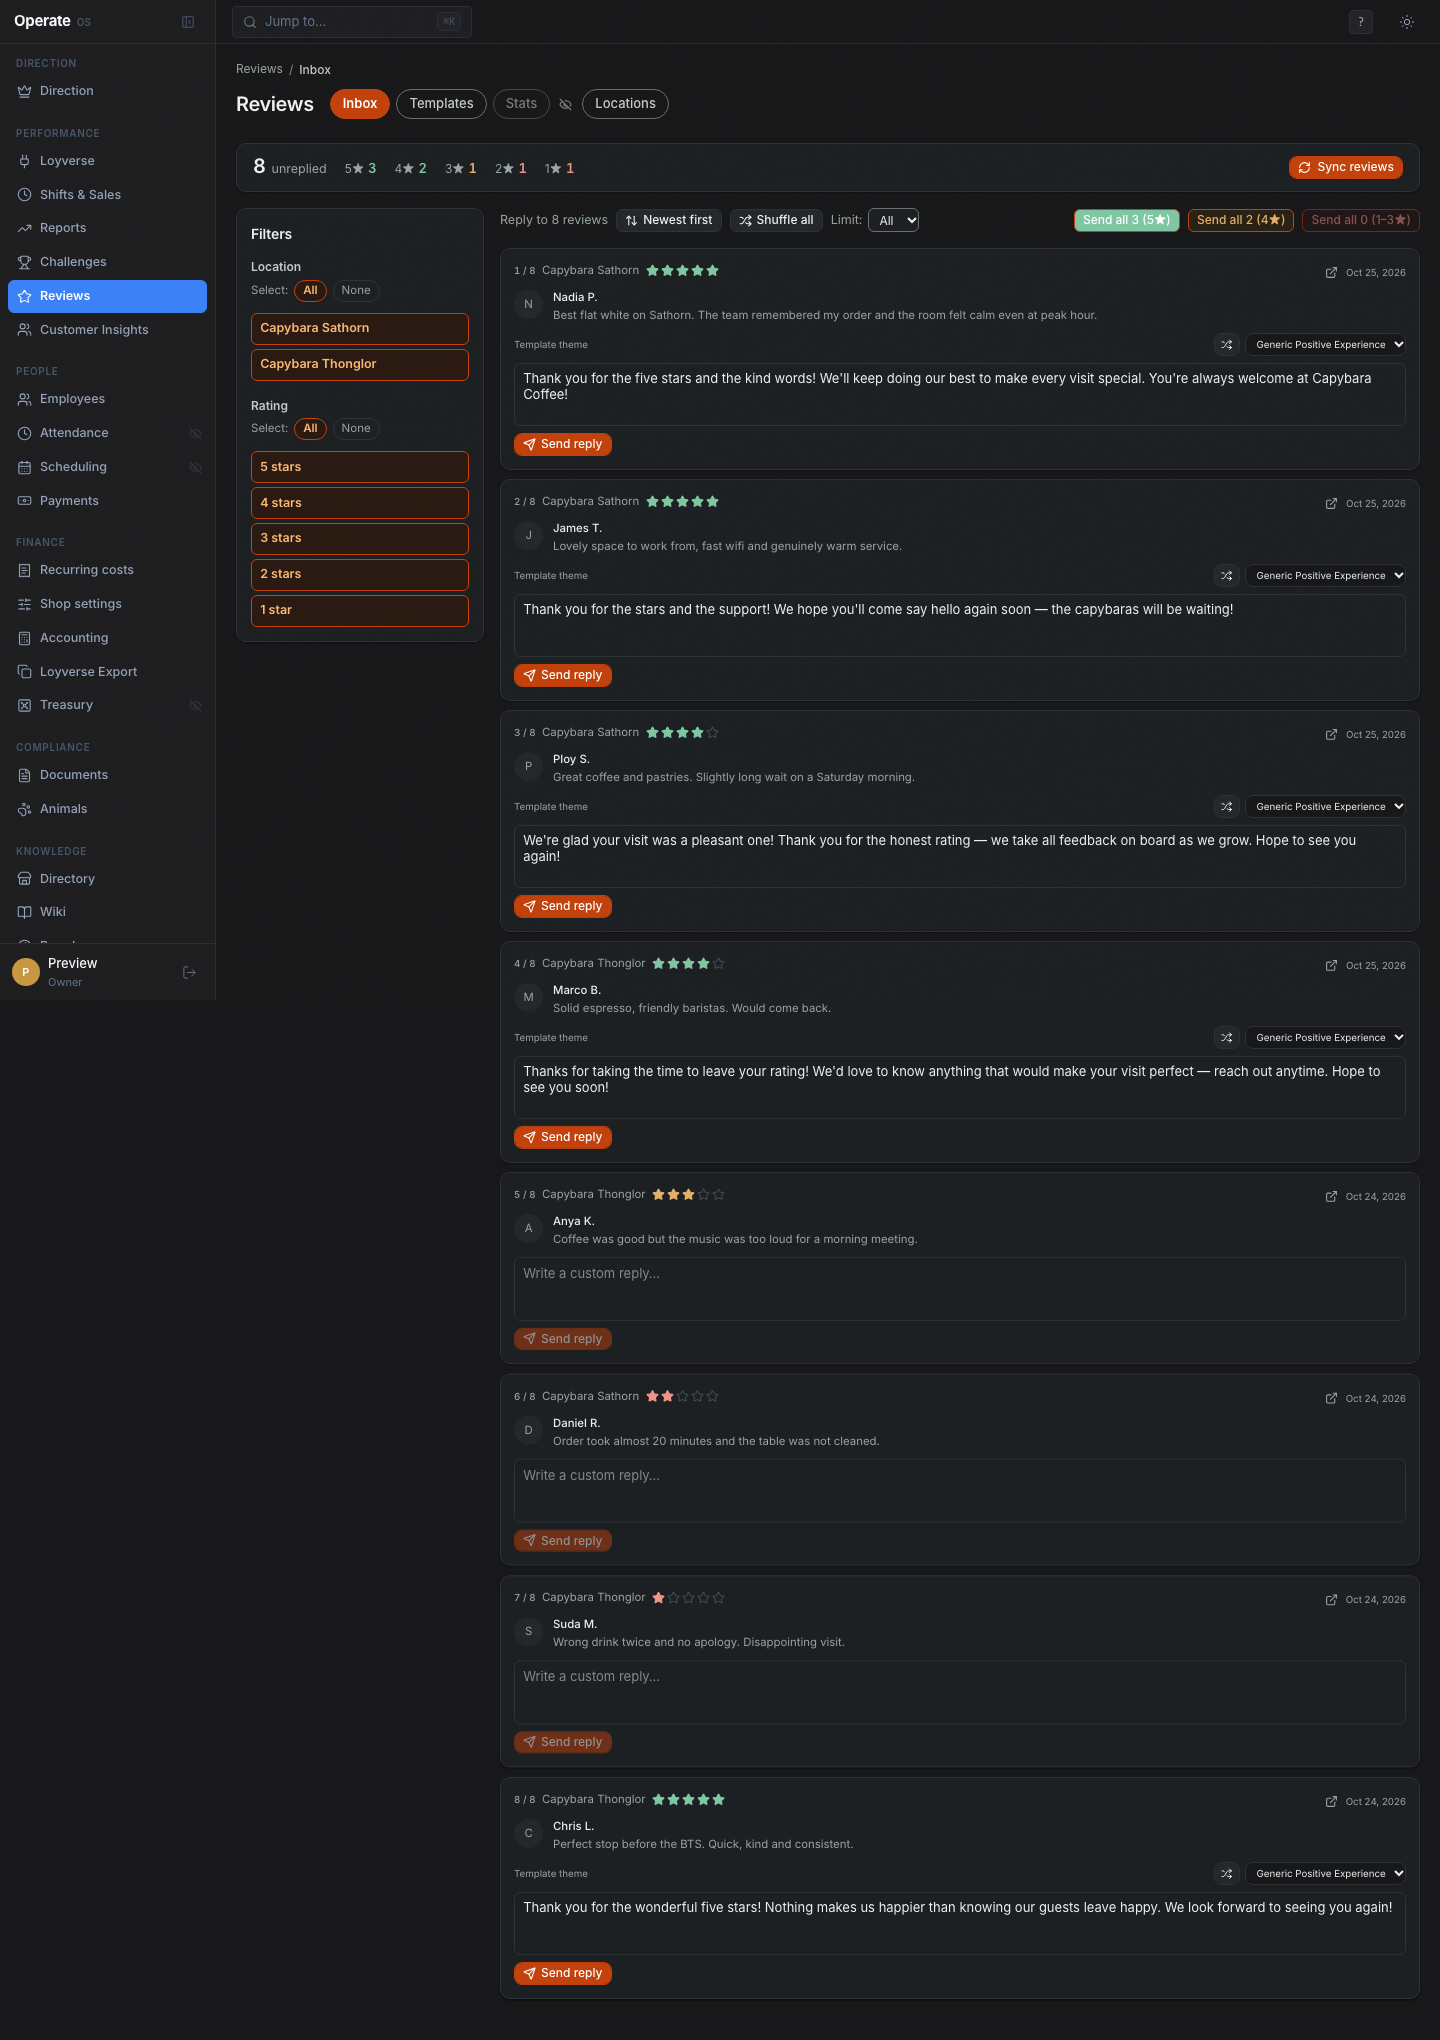 Operate OS
Jump to...
⌘K
?
DIRECTION
Direction
PERFORMANCE
Loyverse
Shifts & Sales
Reports
Challenges
Reviews
Customer Insights
PEOPLE
Employees
Attendance
Scheduling
Payments
FINANCE
Recurring costs
Shop settings
Accounting
Loyverse Export
Treasury
COMPLIANCE
Documents
Animals
KNOWLEDGE
Directory
Wiki
P
Preview
Owner
Reviews / Inbox
Reviews
Inbox
Templates
Stats
Locations
8 unreplied 5★ 3 4★ 2 3★ 1 2★ 1 1★ 1
Sync reviews
Filters
Location
Select: All None
Capybara Sathorn
Capybara Thonglor
Rating
Select: All None
5 stars
4 stars
3 stars
2 stars
1 star
Reply to 8 reviews Newest first Shuffle all Limit: All
Send all 3 (5★) Send all 2 (4★) Send all 0 (1–3★)
1 / 8 Capybara Sathorn ★★★★★ Oct 25, 2026
N
Nadia P.
Best flat white on Sathorn. The team remembered my order and the room felt calm even at peak hour.
Template theme Generic Positive Experience
Thank you for the five stars and the kind words! We'll keep doing our best to make every visit special. You're always welcome at Capybara
Coffee!
Send reply
2 / 8 Capybara Sathorn ★★★★★ Oct 25, 2026
J
James T.
Lovely space to work from, fast wifi and genuinely warm service.
Template theme Generic Positive Experience
Thank you for the stars and the support! We hope you'll come say hello again soon — the capybaras will be waiting!
Send reply
3 / 8 Capybara Sathorn ★★★★☆ Oct 25, 2026
P
Ploy S.
Great coffee and pastries. Slightly long wait on a Saturday morning.
Template theme Generic Positive Experience
We're glad your visit was a pleasant one! Thank you for the honest rating — we take all feedback on board as we grow. Hope to see you
again!
Send reply
4 / 8 Capybara Thonglor ★★★★☆ Oct 25, 2026
M
Marco B.
Solid espresso, friendly baristas. Would come back.
Template theme Generic Positive Experience
Thanks for taking the time to leave your rating! We'd love to know anything that would make your visit perfect — reach out anytime. Hope to
see you soon!
Send reply
5 / 8 Capybara Thonglor ★★★☆☆ Oct 24, 2026
A
Anya K.
Coffee was good but the music was too loud for a morning meeting.
Write a custom reply...
Send reply
6 / 8 Capybara Sathorn ★★☆☆☆ Oct 24, 2026
D
Daniel R.
Order took almost 20 minutes and the table was not cleaned.
Write a custom reply...
Send reply
7 / 8 Capybara Thonglor ★☆☆☆☆ Oct 24, 2026
S
Suda M.
Wrong drink twice and no apology. Disappointing visit.
Write a custom reply...
Send reply
8 / 8 Capybara Thonglor ★★★★★ Oct 24, 2026
C
Chris L.
Perfect stop before the BTS. Quick, kind and consistent.
Template theme Generic Positive Experience
Thank you for the wonderful five stars! Nothing makes us happier than knowing our guests leave happy. We look forward to seeing you again!
Send reply